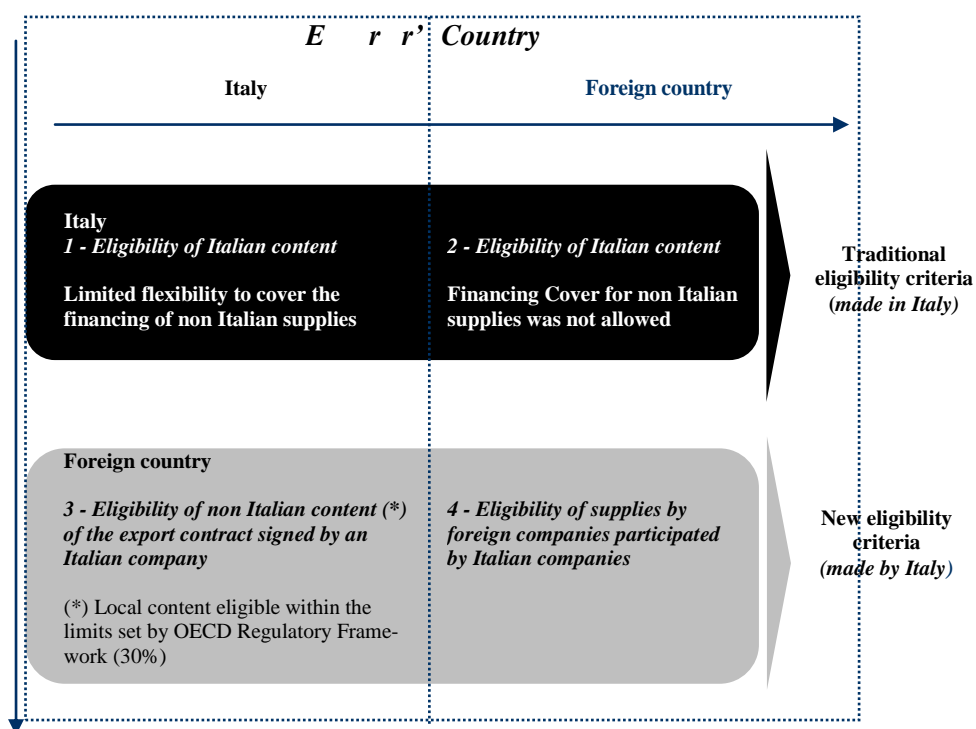 E r r’ Country
Italy
Foreign country
Italy
1 - Eligibility of Italian content
Limited flexibility to cover the
financing of non Italian supplies
2 - Eligibility of Italian content
Financing Cover for non Italian
supplies was not allowed
Traditional
eligibility criteria
(made in Italy)
Foreign country
3 - Eligibility of non Italian content (*)
of the export contract signed by an
Italian company
(*) Local content eligible within the
limits set by OECD Regulatory Frame-
work (30%)
4 - Eligibility of supplies by
foreign companies participated
by Italian companies
New eligibility
criteria
(made by Italy)